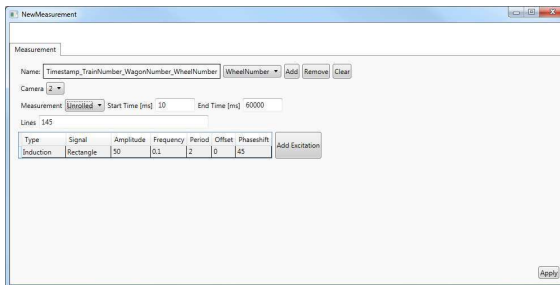 NewMeasurement
Measurement
Name: Timestamp_TrainNumber_WagonNumber_WheelNumber WheelNumber Add Remove Clear
Camera 2
Measurement Unrolled Start Time [ms] 10 End Time [ms] 60000
Lines 145
Type Signal Amplitude Frequency Period Offset Phaseshift
Induction Rectangle 50 0.1 2 0 45
Add Excitation
Apply